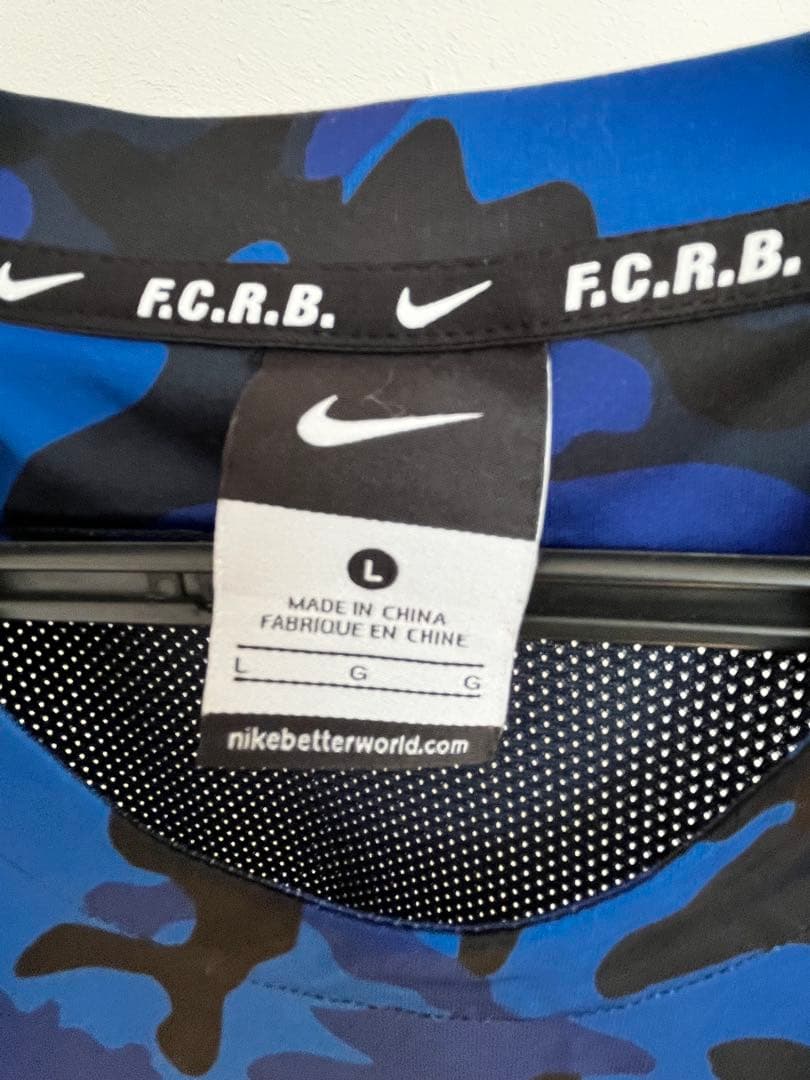 F.C.R.B. F.C.R.B.
L
MADE IN CHINA
FABRIQUE EN CHINE
L G G
nikebetterworld.com